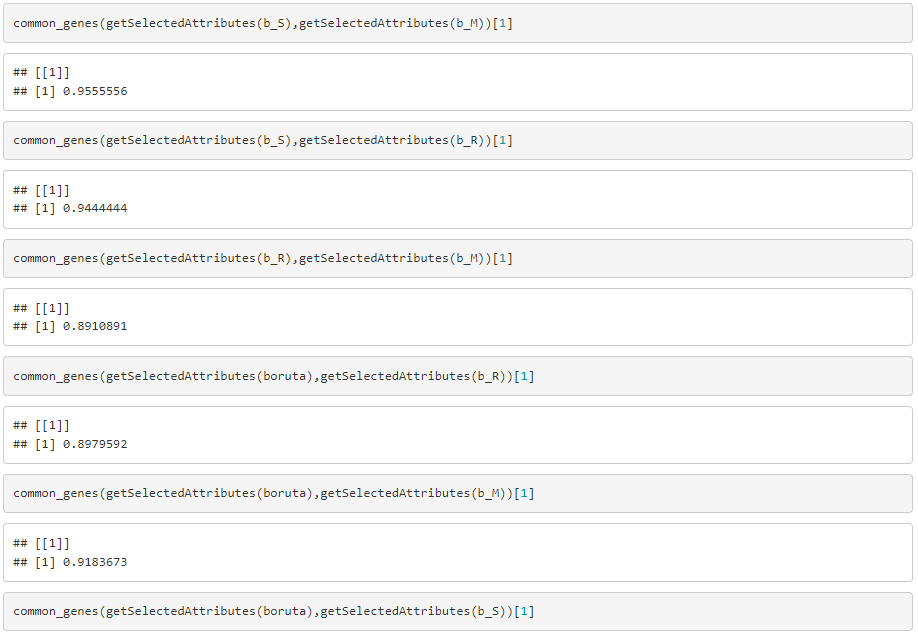 common_genes(getSelectedAttributes(b_S),getSelectedAttributes(b_M))[1]
## [[1]]
## [1] 0.9555556
common_genes(getSelectedAttributes(b_S),getSelectedAttributes(b_R))[1]
## [[1]]
## [1] 0.9444444
common_genes(getSelectedAttributes(b_R),getSelectedAttributes(b_M))[1]
## [[1]]
## [1] 0.8910891
common_genes(getSelectedAttributes(boruta),getSelectedAttributes(b_R))[1]
## [[1]]
## [1] 0.8979592
common_genes(getSelectedAttributes(boruta),getSelectedAttributes(b_M))[1]
## [[1]]
## [1] 0.9183673
common_genes(getSelectedAttributes(boruta),getSelectedAttributes(b_S))[1]